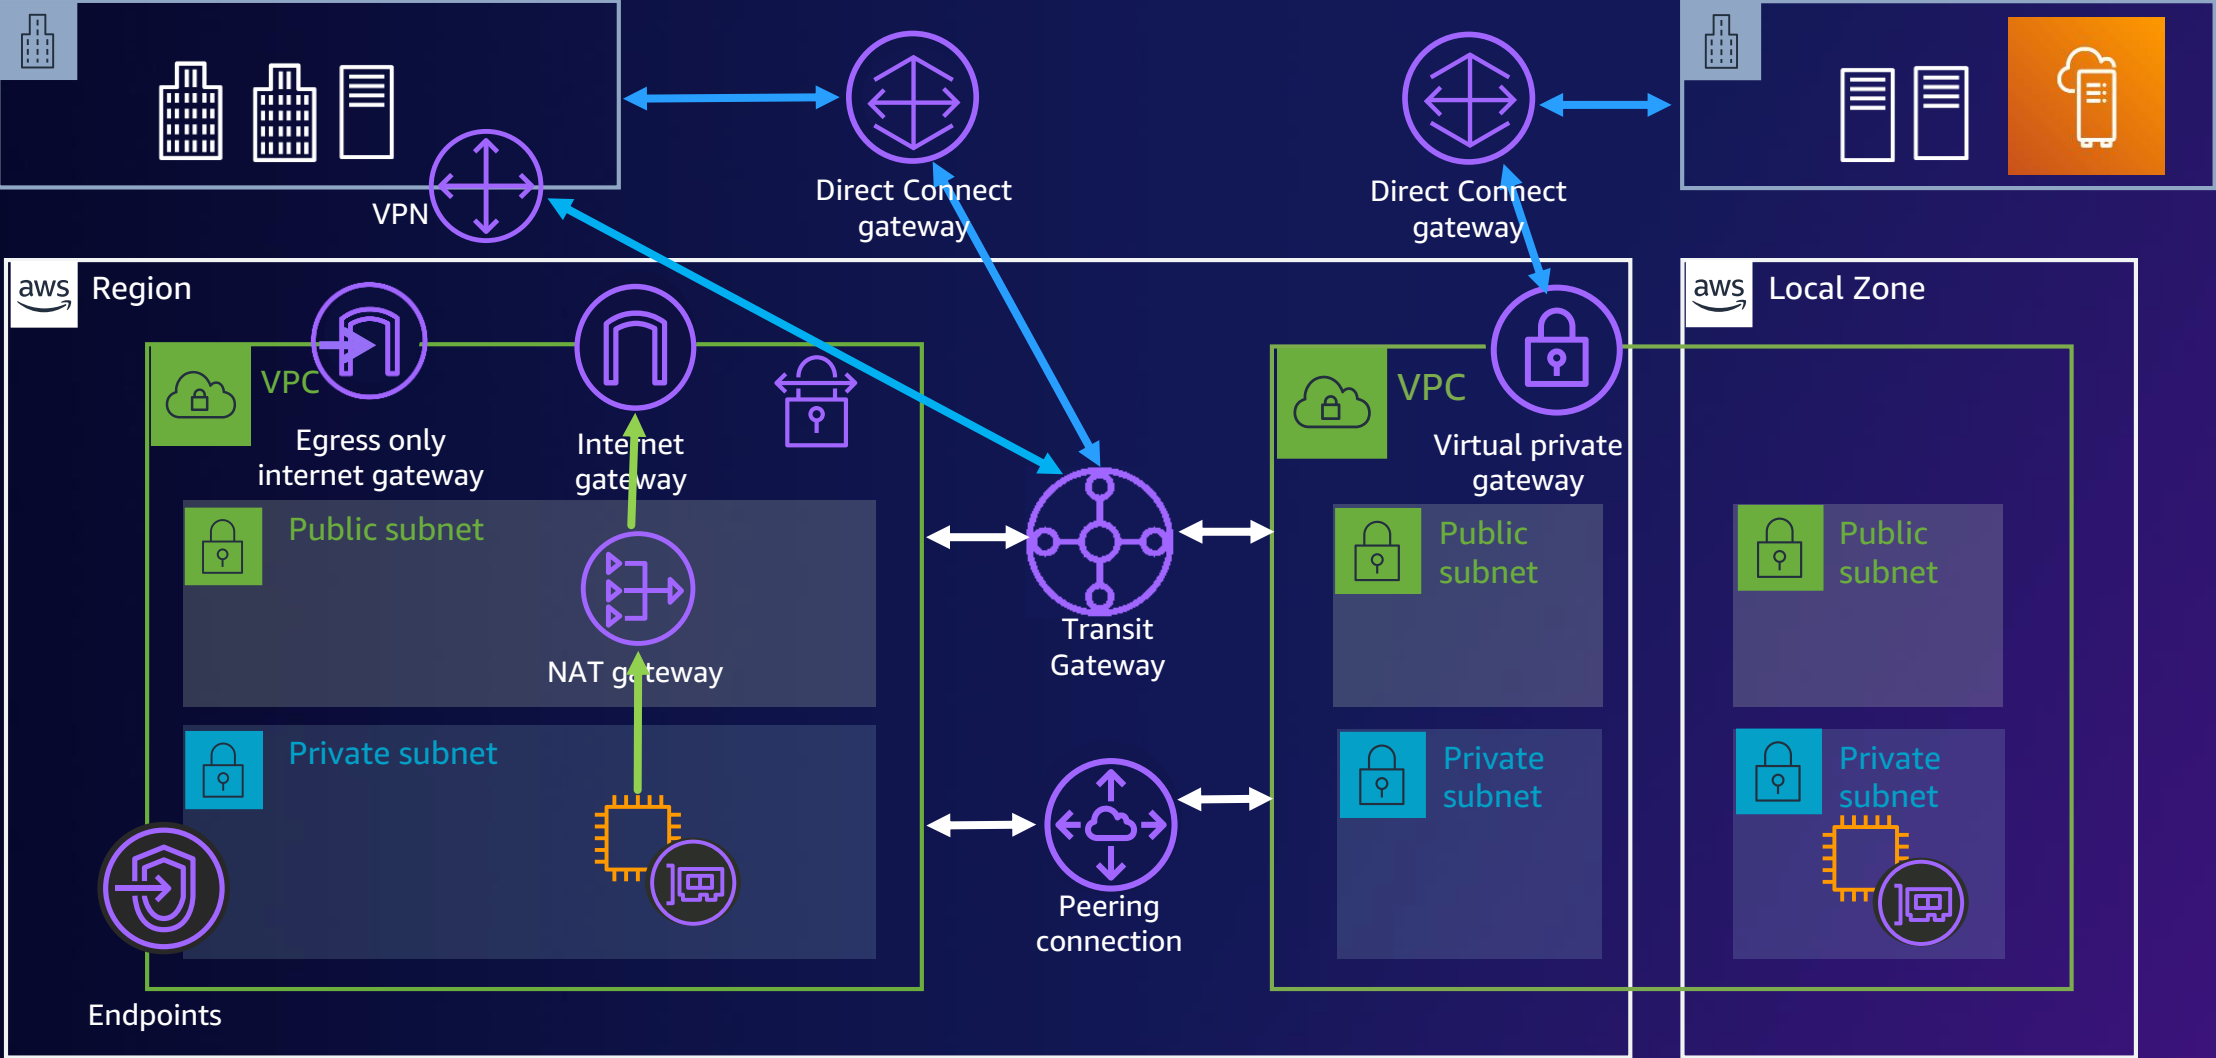 VPN
Direct Connect
gateway
Direct Connect
gateway
aws
Region
aws
Local Zone
VPC
Egress only
internet gateway
Internet
gateway
VPC
Virtual private
gateway
Public subnet
NAT gateway
Transit
Gateway
Public
subnet
Public
subnet
Private subnet
Private
subnet
Private
subnet
Peering
connection
Endpoints